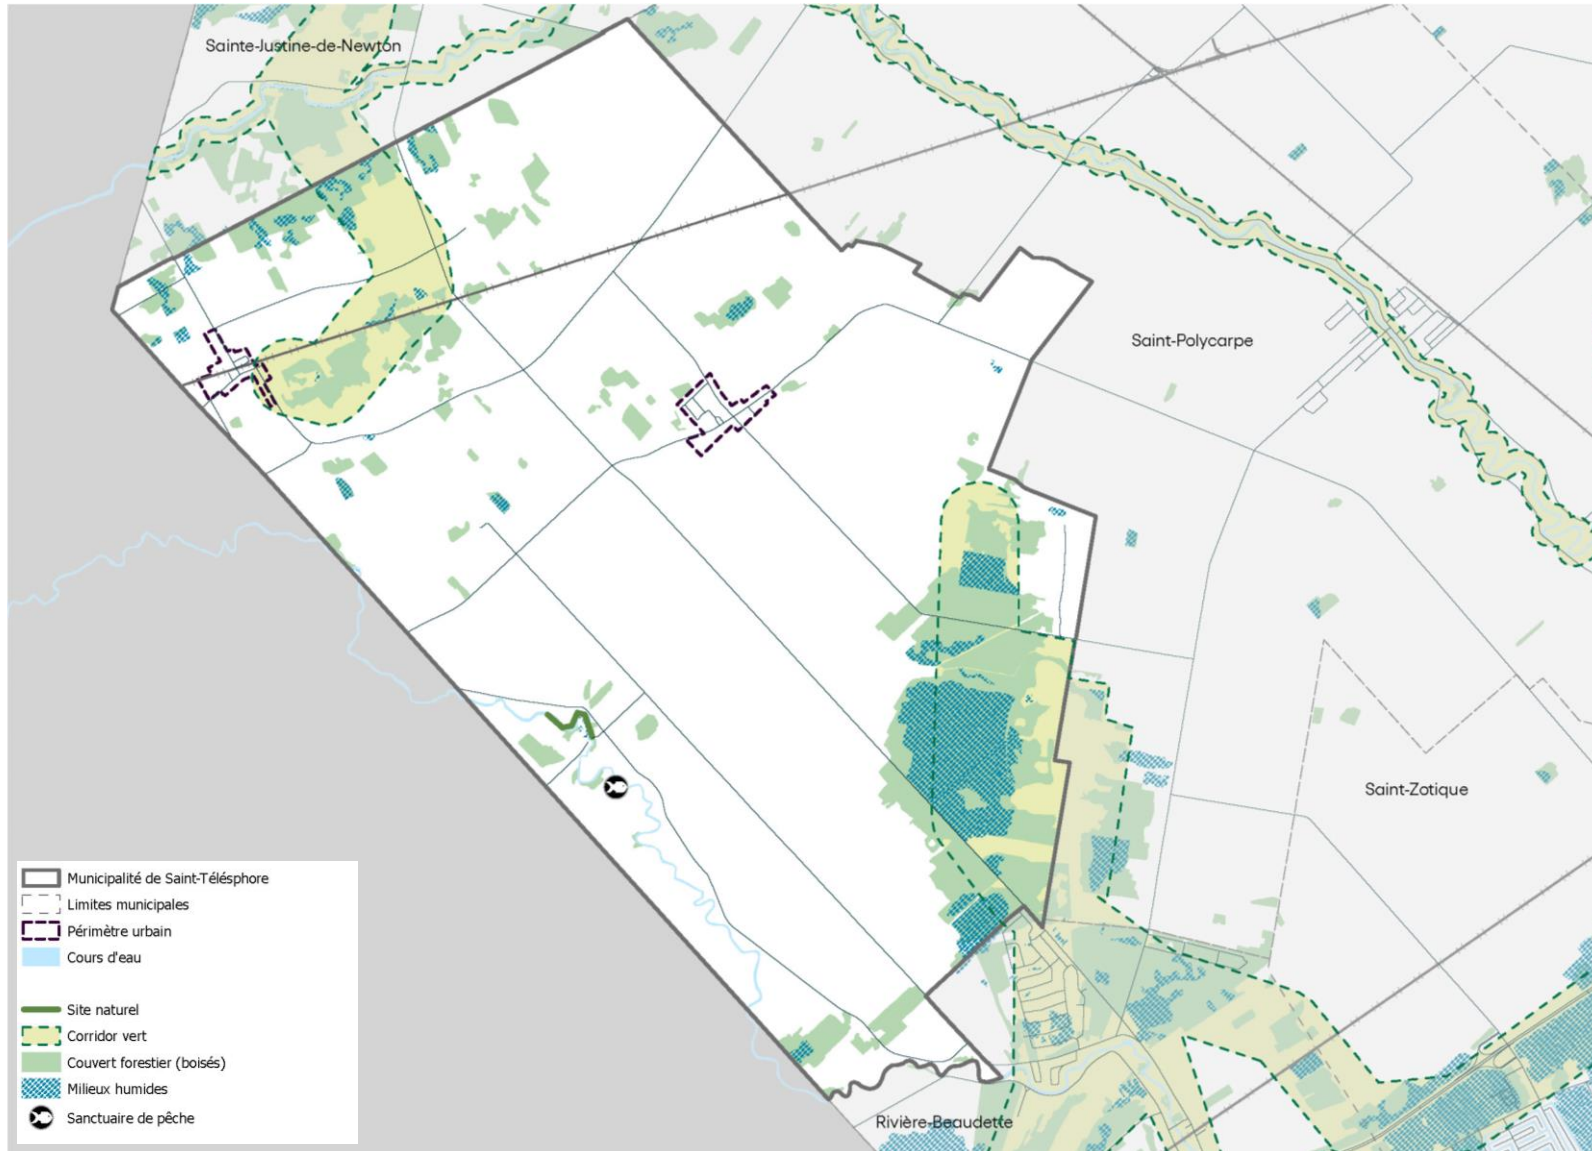 Sainte-Justine-de-Newton
Saint-Polycarpe
Saint-Zotique
Municipalité de Saint-Télésphore
Limites municipales
Périmètre urbain
Cours d'eau
Site naturel
Corridor vert
Couvert forestier (boisés)
Milieux humides
Sanctuaire de pêche
Rivière-Beaudette